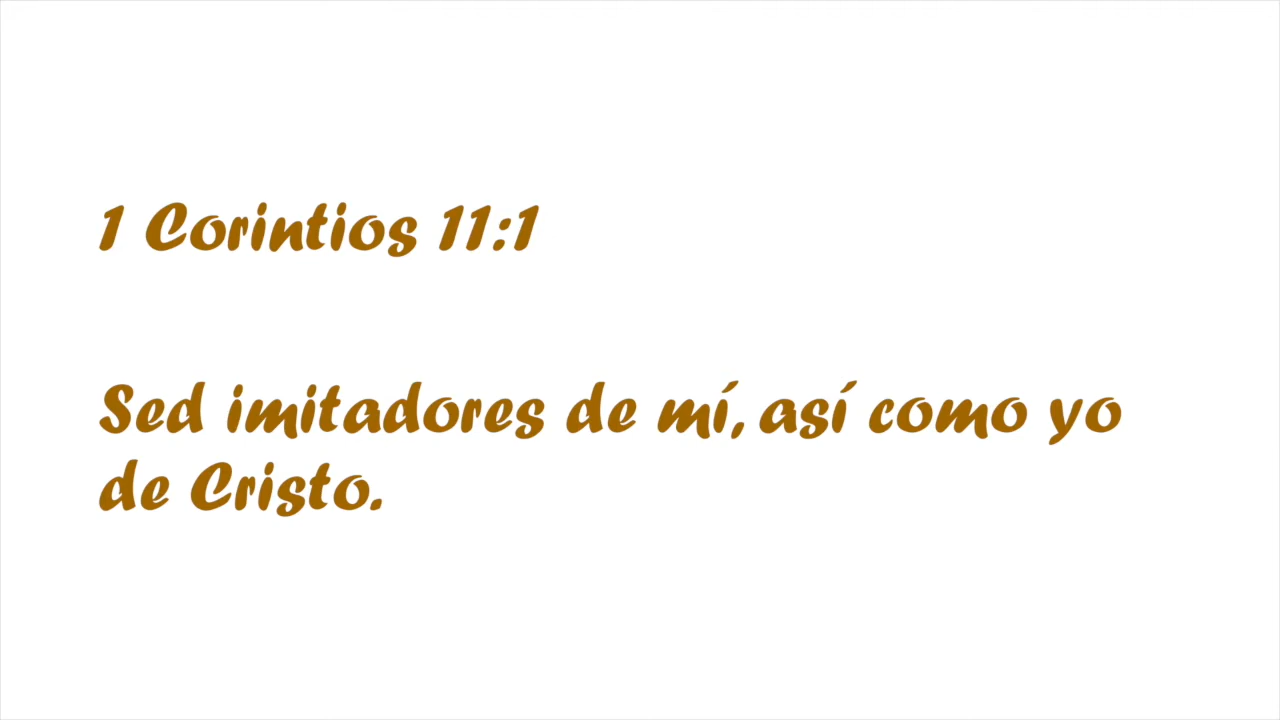 1 Corintios 11:1
Sed imitadores de mí, así como yo
de Cristo.